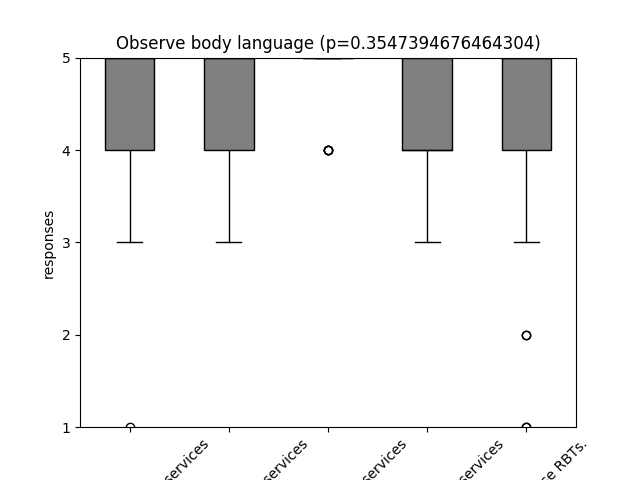 Observe body language (p=0.3547394676464304)
responses
5
4
3
2
1
services
services
services
services
RBTs.